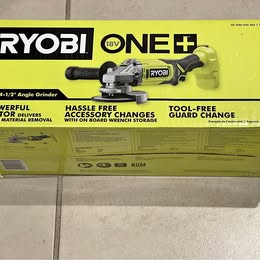 RYOBI 18V ONE+
4-1/2" Angle Grinder
RYOBI
WERFUL
TOR DELIVERS
MATERIAL REMOVAL
HASSLE FREE
ACCESSORY CHANGES
WITH ON BOARD WRENCH STORAGE
TOOL-FREE
GUARD CHANGE